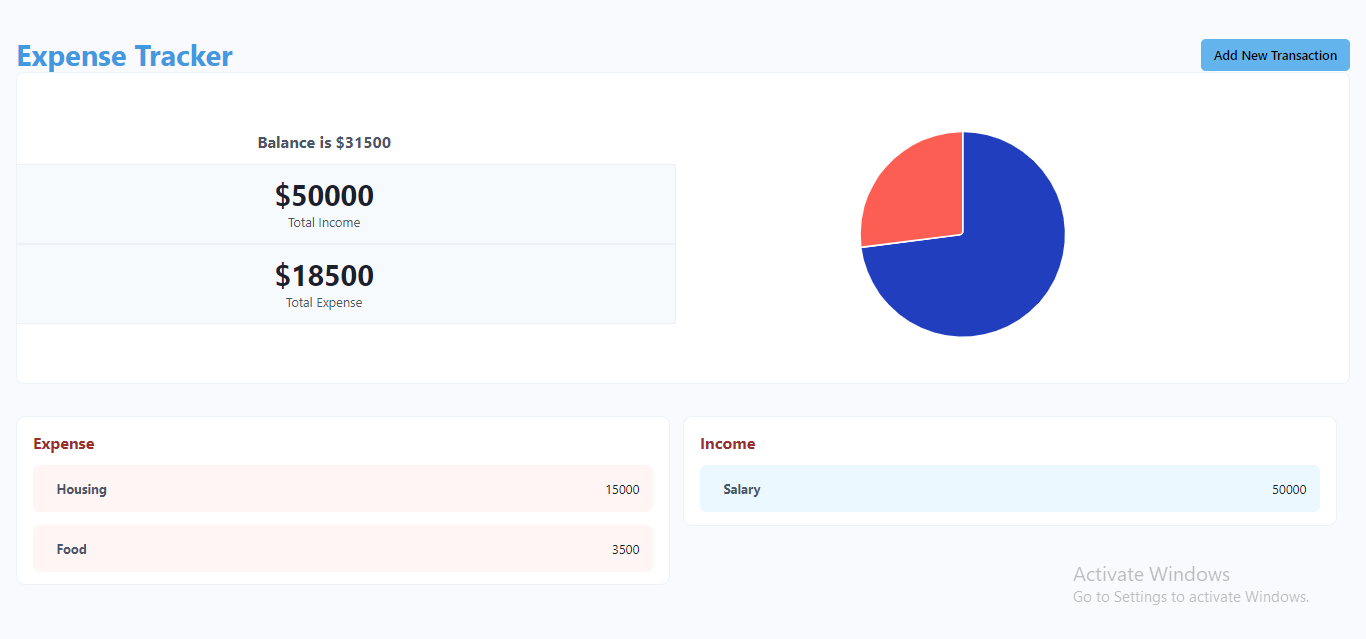 Expense Tracker
Add New Transaction
Balance is $31500
$50000
Total Income
$18500
Total Expense
Expense
Housing 15000
Food 3500
Income
Salary 50000
Activate Windows
Go to Settings to activate Windows.